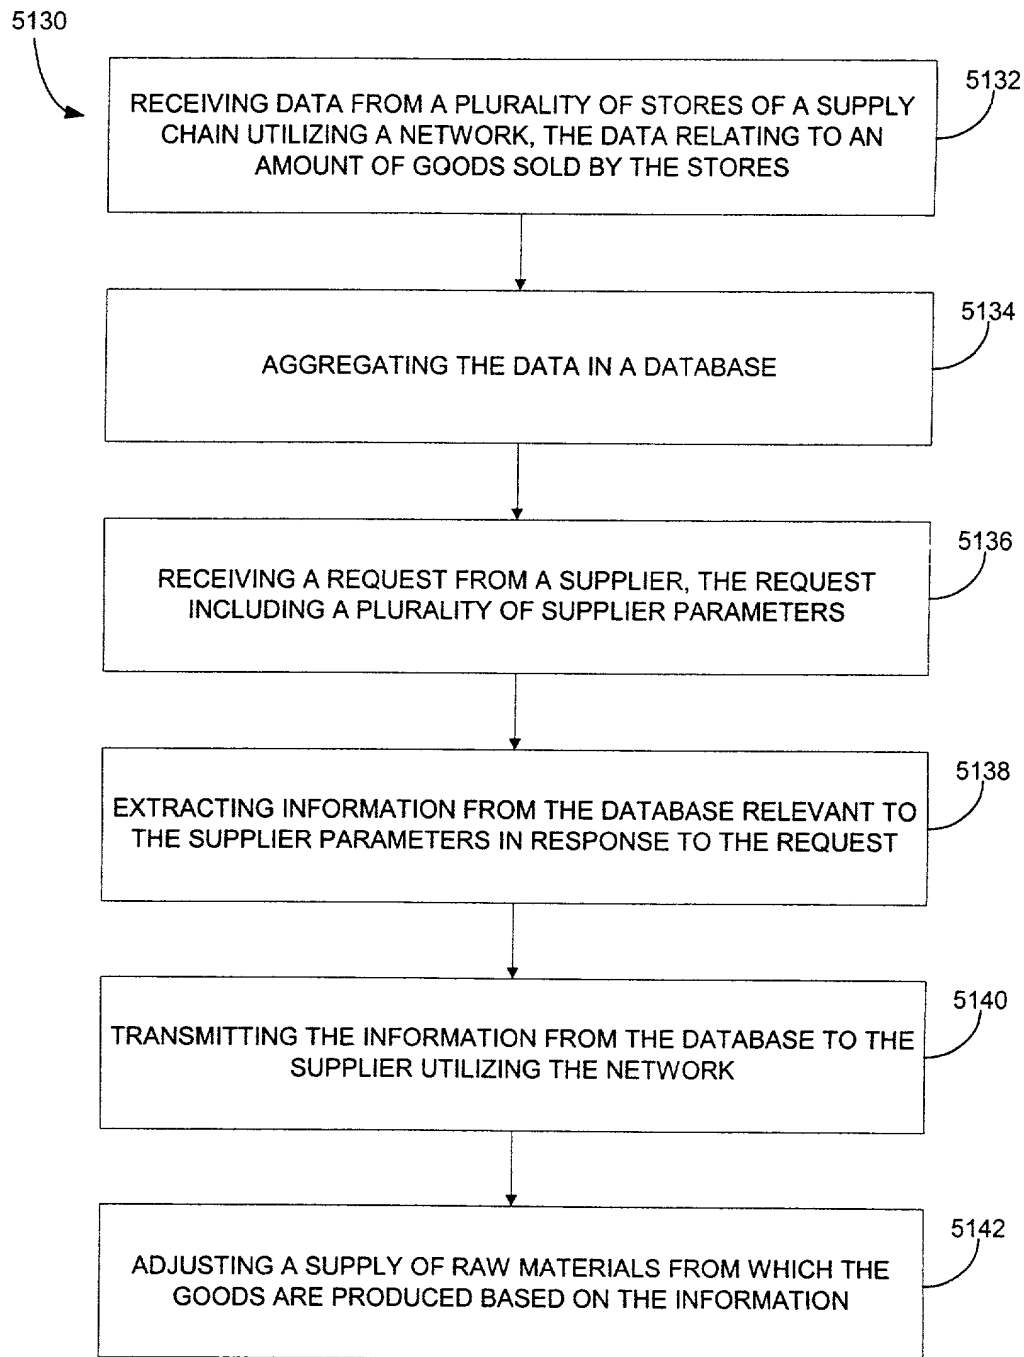 5130
5132
RECEIVING DATA FROM A PLURALITY OF STORES OF A SUPPLY
CHAIN UTILIZING A NETWORK, THE DATA RELATING TO AN
AMOUNT OF GOODS SOLD BY THE STORES
5134
AGGREGATING THE DATA IN A DATABASE
5136
RECEIVING A REQUEST FROM A SUPPLIER, THE REQUEST
INCLUDING A PLURALITY OF SUPPLIER PARAMETERS
5138
EXTRACTING INFORMATION FROM THE DATABASE RELEVANT TO
THE SUPPLIER PARAMETERS IN RESPONSE TO THE REQUEST
5140
TRANSMITTING THE INFORMATION FROM THE DATABASE TO THE
SUPPLIER UTILIZING THE NETWORK
5142
ADJUSTING A SUPPLY OF RAW MATERIALS FROM WHICH THE
GOODS ARE PRODUCED BASED ON THE INFORMATION